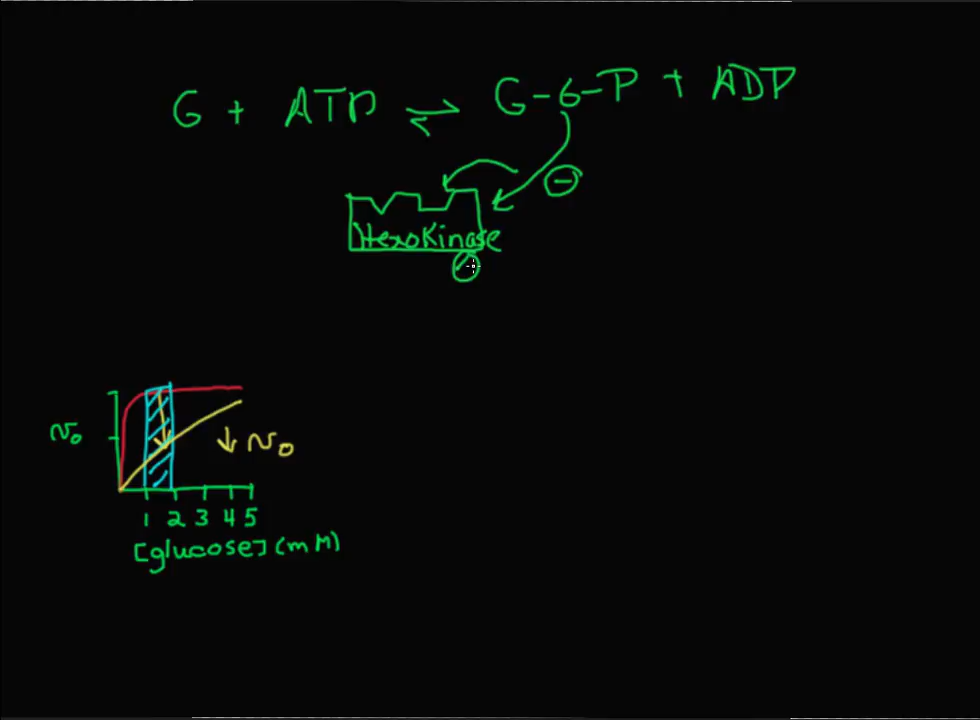 G + ATP ⇌ G-6-P + ADP
⊖
Hexokinase
v₀
↓ v₀
1 2 3 4 5
[glucose] (mM)